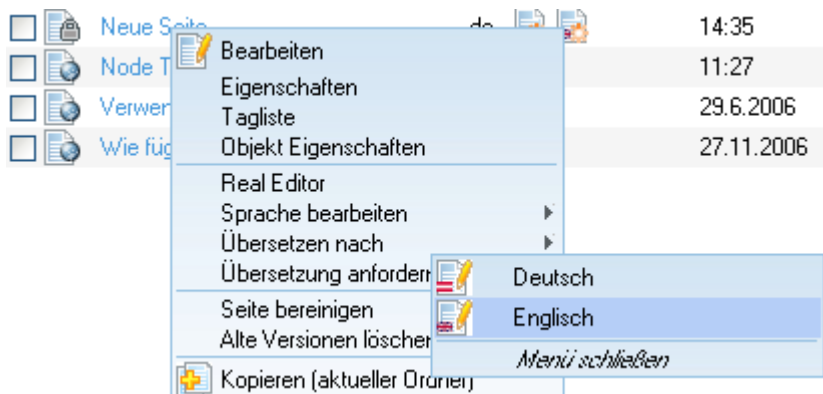 Neue Seite de 14:35
Bearbeiten
Node T 11:27
Eigenschaften
Verwer 29.6.2006
Tagliste
Wie füg 27.11.2006
Objekt Eigenschaften
Real Editor
Sprache bearbeiten
Übersetzen nach
Übersetzung anfordern
Deutsch
Seite bereinigen
Englisch
Alte Versionen löschen
Menü schließen
Kopieren (aktueller Ordner)